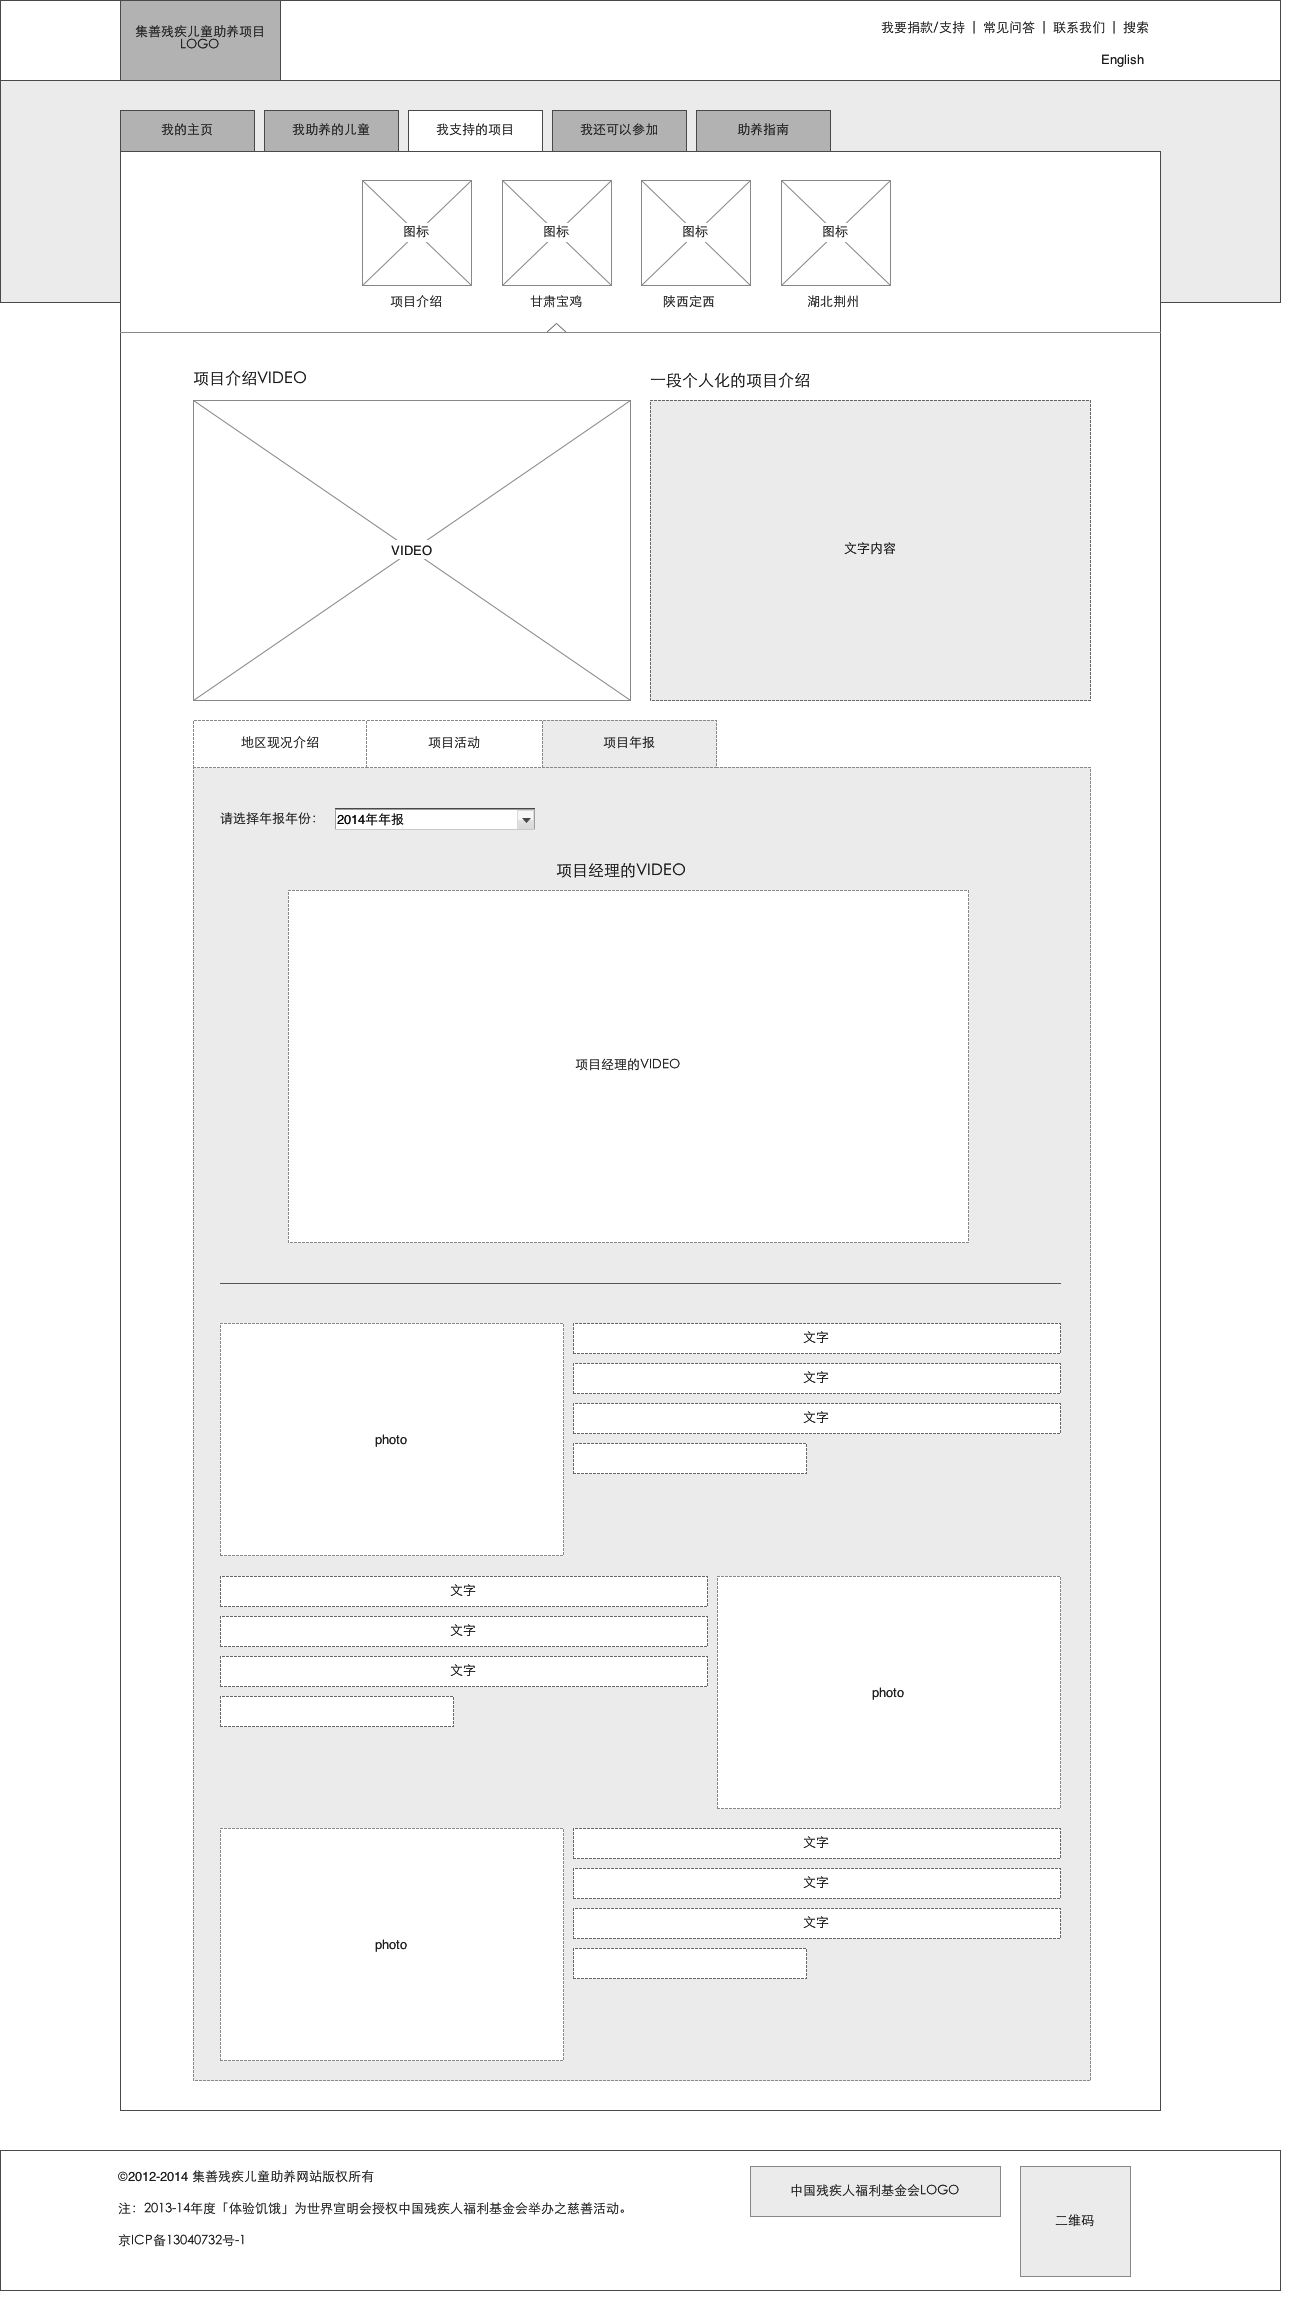 集善残疾儿童助养项目
LOGO
我要捐款/支持 | 常见问答 | 联系我们 | 搜索
English
我的主页
我助养的儿童
我支持的项目
我还可以参加
助养指南
图标
图标
图标
图标
项目介绍
甘肃宝鸡
陕西定西
湖北荆州
项目介绍VIDEO
一段个人化的项目介绍
VIDEO
文字内容
地区现况介绍
项目活动
项目年报
请选择年报年份：
2014年年报
项目经理的VIDEO
项目经理的VIDEO
photo
文字
文字
文字
文字
文字
文字
photo
photo
文字
文字
文字
©2012-2014 集善残疾儿童助养网站版权所有
注：2013-14年度「体验饥饿」为世界宣明会授权中国残疾人福利基金会举办之慈善活动。
京ICP备13040732号-1
中国残疾人福利基金会LOGO
二维码